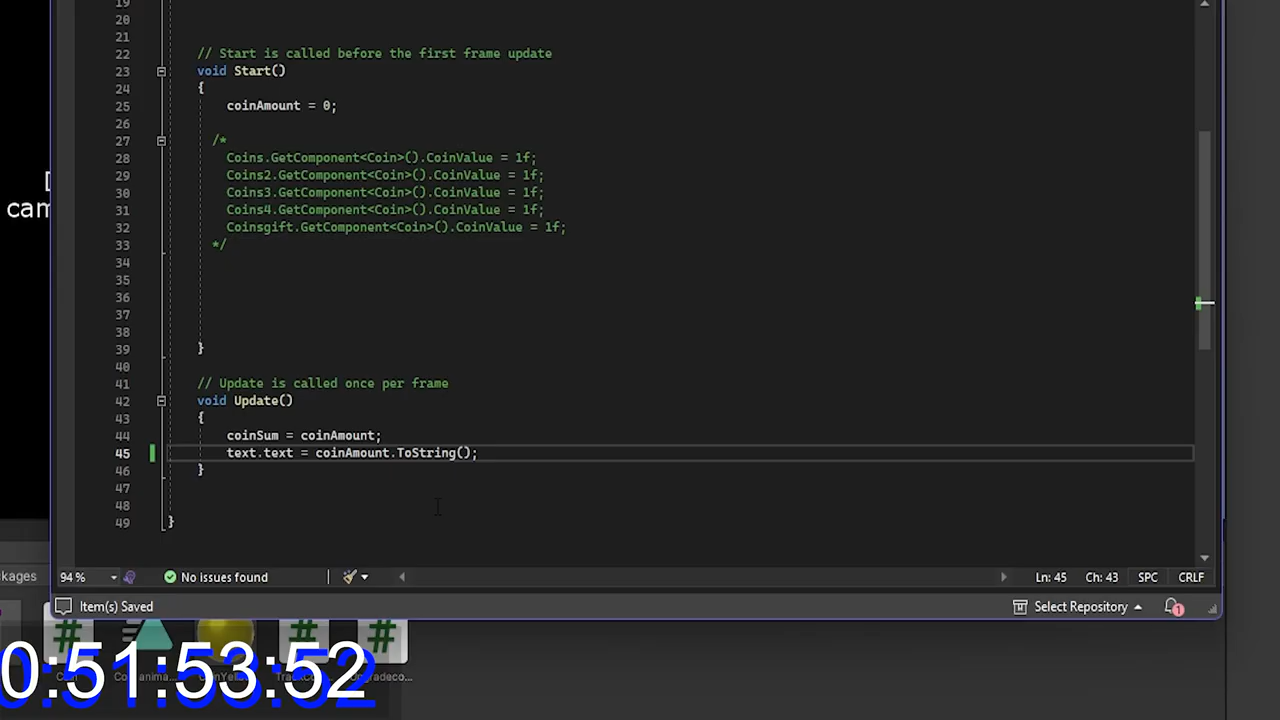 19
20
21
22 // Start is called before the first frame update
23 void Start()
24 {
25 coinAmount = 0;
26
27 /*
28 Coins.GetComponent<Coin>().CoinValue = 1f;
29 Coins2.GetComponent<Coin>().CoinValue = 1f;
30 Coins3.GetComponent<Coin>().CoinValue = 1f;
31 Coins4.GetComponent<Coin>().CoinValue = 1f;
32 Coinsgift.GetComponent<Coin>().CoinValue = 1f;
33 */
34
35
36
37
38
39 }
40
41 // Update is called once per frame
42 void Update()
43 {
44 coinSum = coinAmount;
45 text.text = coinAmount.ToString();
46 }
47
48
49 }
cam
94 % No issues found Ln: 45 Ch: 43 SPC CRLF
Item(s) Saved Select Repository 1
kages
0:51:53:52